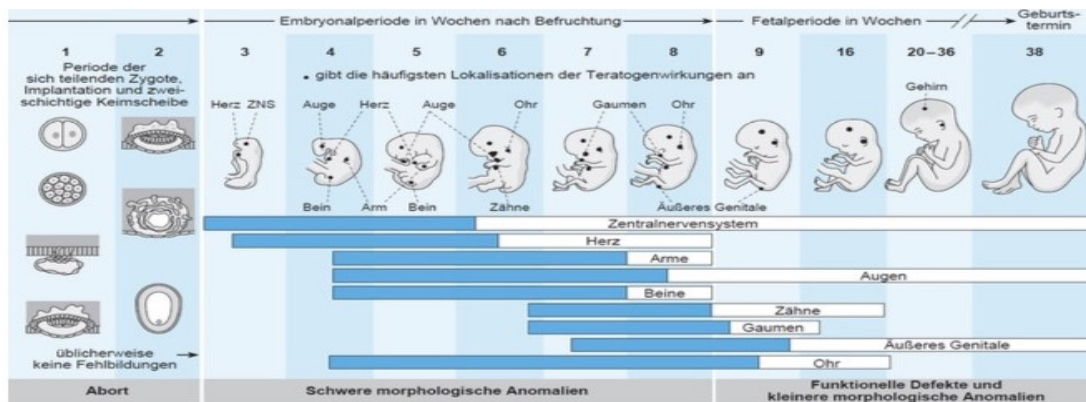 Embryonalperiode in Wochen nach Befruchtung
Fetalperiode in Wochen
Geburts-
termin
1
2
3
4
5
6
7
8
9
16
20–36
38
Periode der
sich teilenden Zygote,
Implantation und zwei-
schichtige Keimscheibe
• gibt die häufigsten Lokalisationen der Teratogenwirkungen an
Herz ZNS
Auge
Herz
Auge
Ohr
Gaumen
Ohr
Gehirn
Bein
Arm
Bein
Zähne
Äußeres Genitale
Zentralnervensystem
Herz
Arme
Augen
Beine
Zähne
Gaumen
Äußeres Genitale
Ohr
üblicherweise
keine Fehlbildungen
Abort
Schwere morphologische Anomalien
Funktionelle Defekte und
kleinere morphologische Anomalien